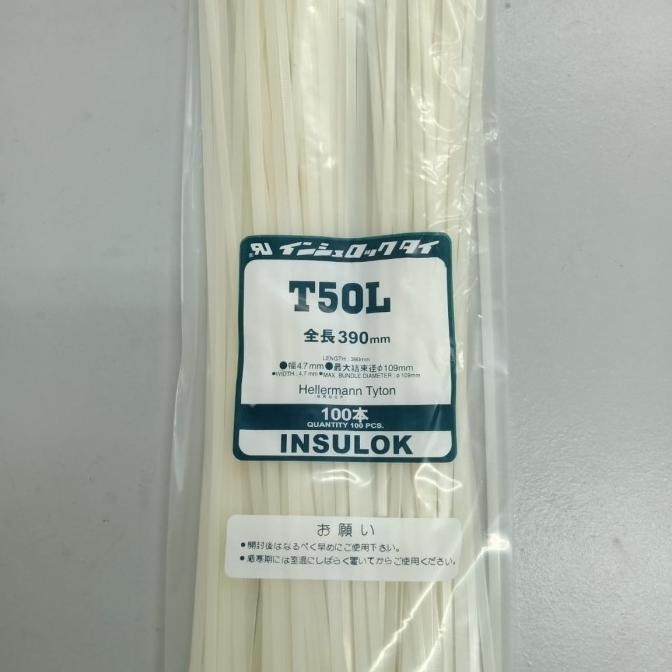 インシュロックタイ
T50L
全長390mm
LENGTH : 390mm
●幅4.7mm●最大結束径φ109mm
●WIDTH : 4.7mm ●MAX. BUNDLE DIAMETER : φ109mm
Hellermann Tyton
100本
QUANTITY 100 PCS.
INSULOK
お願い
●開封後はなるべく早めにご使用下さい。
●厳寒期には室温にしばらく置いてからご使用ください。